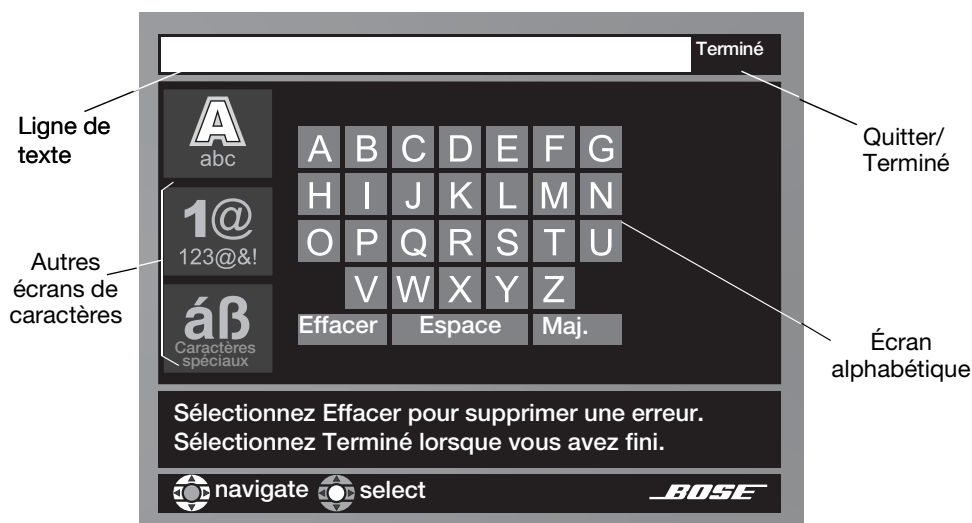 Terminé
Ligne de
texte
Quitter/
Terminé
A
abc
A B C D E F G
H I J K L M N
1@
123@&!
O P Q R S T U
Autres
écrans de
caractères
V W X Y Z
áß
Caractères
spéciaux
Effacer Espace Maj.
Écran
alphabétique
Sélectionnez Effacer pour supprimer une erreur.
Sélectionnez Terminé lorsque vous avez fini.
navigate select
BOSE